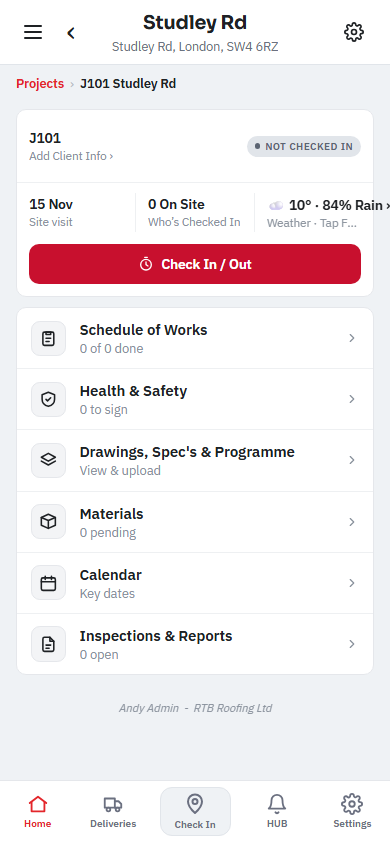 Studley Rd
Studley Rd, London, SW4 6RZ
Projects › J101 Studley Rd
J101
Add Client Info ›
NOT CHECKED IN
15 Nov
Site visit
0 On Site
Who's Checked In
10° · 84% Rain ›
Weather · Tap F...
Check In / Out
Schedule of Works
0 of 0 done
Health & Safety
0 to sign
Drawings, Spec's & Programme
View & upload
Materials
0 pending
Calendar
Key dates
Inspections & Reports
0 open
Andy Admin - RTB Roofing Ltd
Home
Deliveries
Check In
HUB
Settings